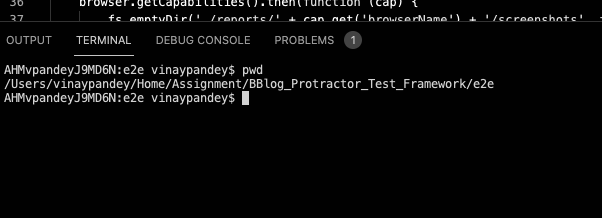 36 browser.getCapabilities().then(function (cap) {
37 fs.emptyDir('./reports/' + cap.get('browserName') + '/screenshots',
OUTPUT TERMINAL DEBUG CONSOLE PROBLEMS 1
AHMvpandeyJ9MD6N:e2e vinaypandey$ pwd
/Users/vinaypandey/Home/Assignment/BBlog_Protractor_Test_Framework/e2e
AHMvpandeyJ9MD6N:e2e vinaypandey$